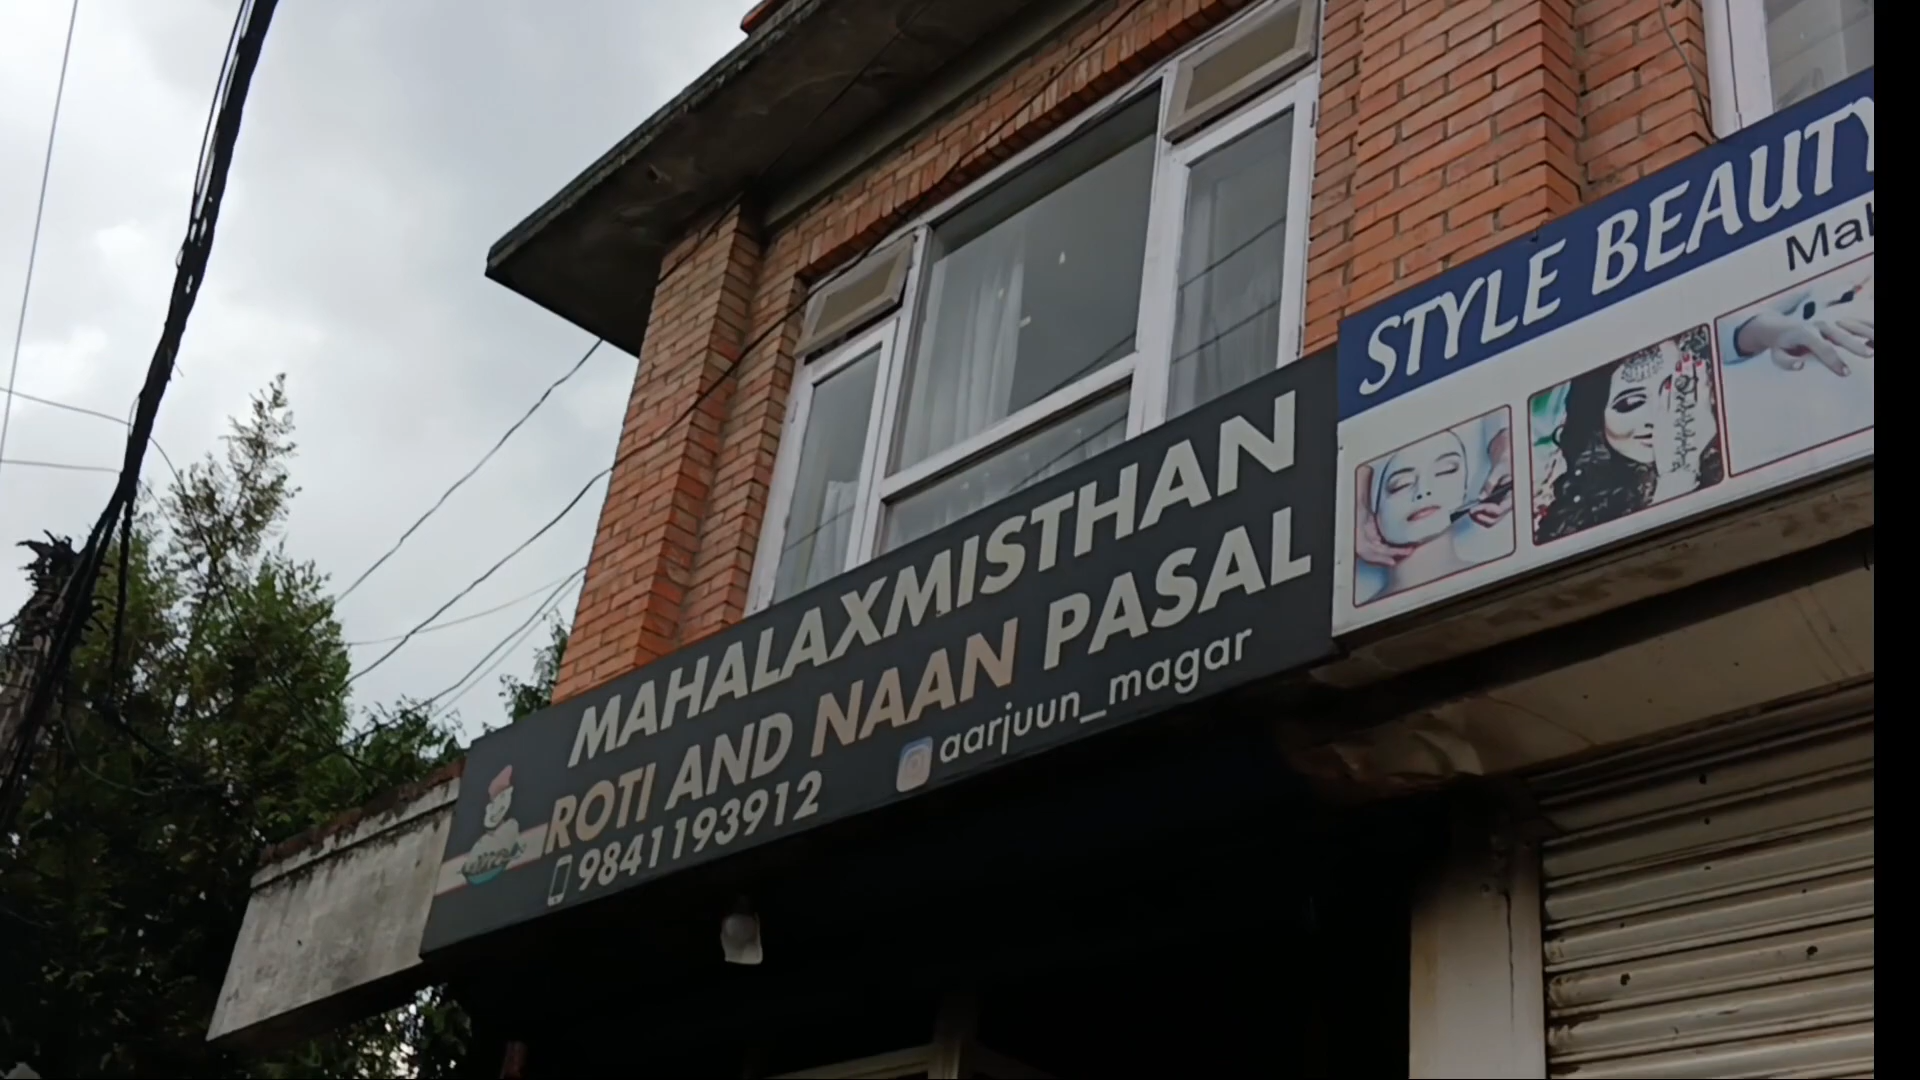 MAHALAXMISTHAN
ROTI AND NAAN PASAL
9841193912
aarjuun_magar
STYLE BEAUTY